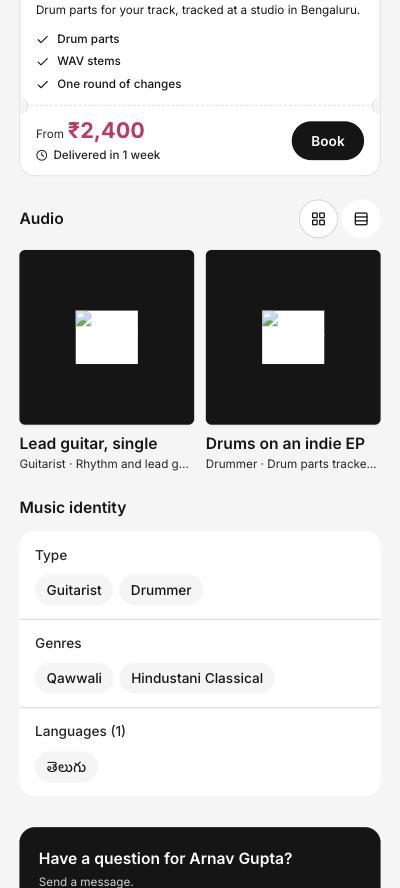 Drum parts for your track, tracked at a studio in Bengaluru.
Drum parts
WAV stems
One round of changes
From ₹2,400
Delivered in 1 week
Book
Audio
Lead guitar, single
Guitarist · Rhythm and lead g...
Drums on an indie EP
Drummer · Drum parts tracke...
Music identity
Type
Guitarist Drummer
Genres
Qawwali Hindustani Classical
Languages (1)
తెలుగు
Have a question for Arnav Gupta?
Send a message.